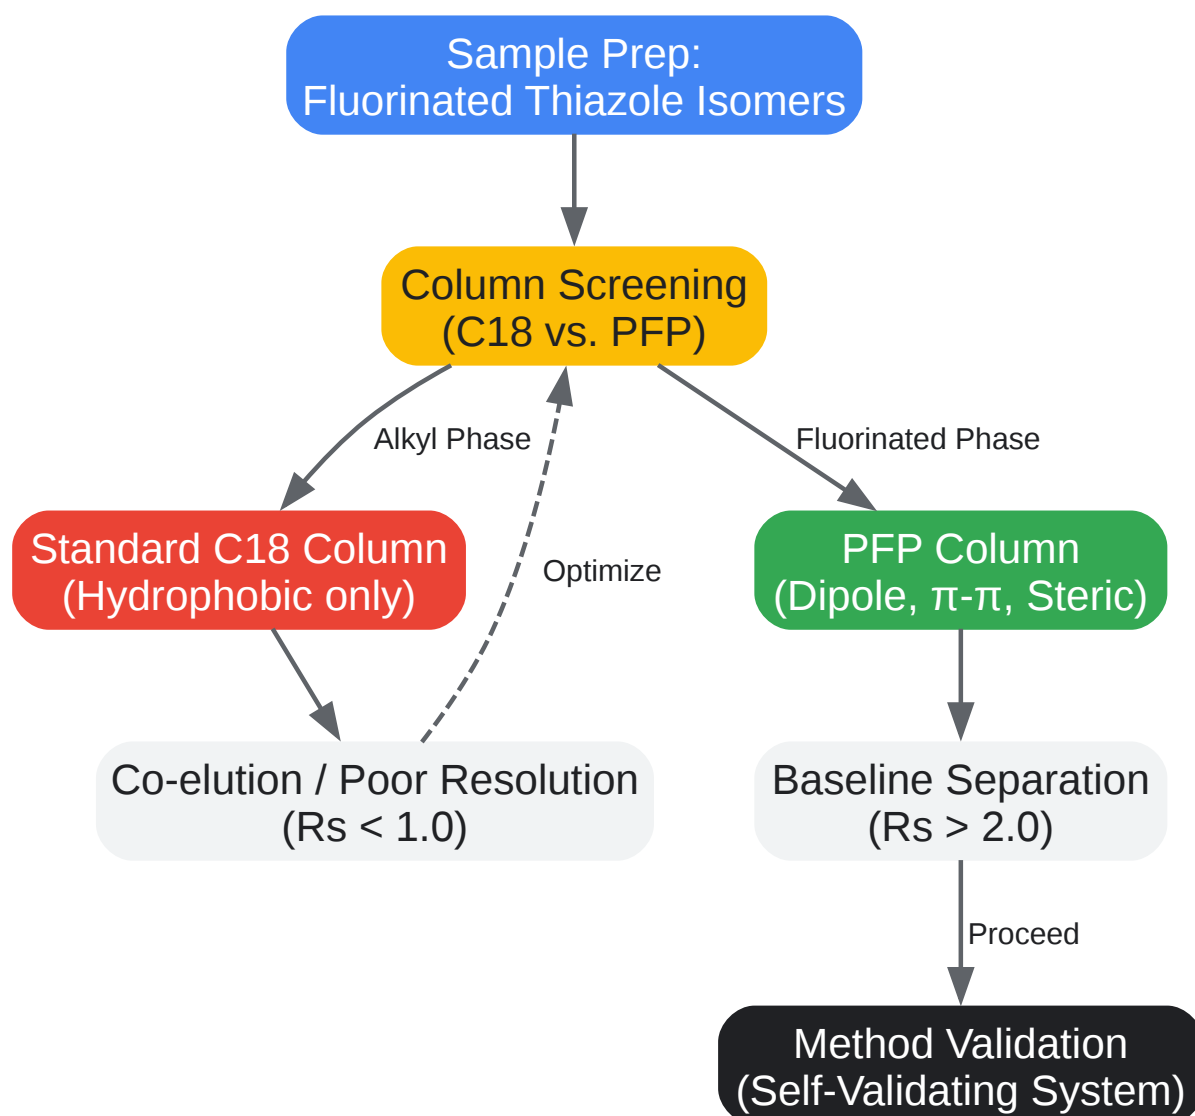 Sample Prep:
Fluorinated Thiazole Isomers
Column Screening
(C18 vs. PFP)
Alkyl Phase
Fluorinated Phase
Standard C18 Column
(Hydrophobic only)
Optimize
PFP Column
(Dipole, π-π, Steric)
Co-elution / Poor Resolution
(Rs < 1.0)
Baseline Separation
(Rs > 2.0)
Proceed
Method Validation
(Self-Validating System)